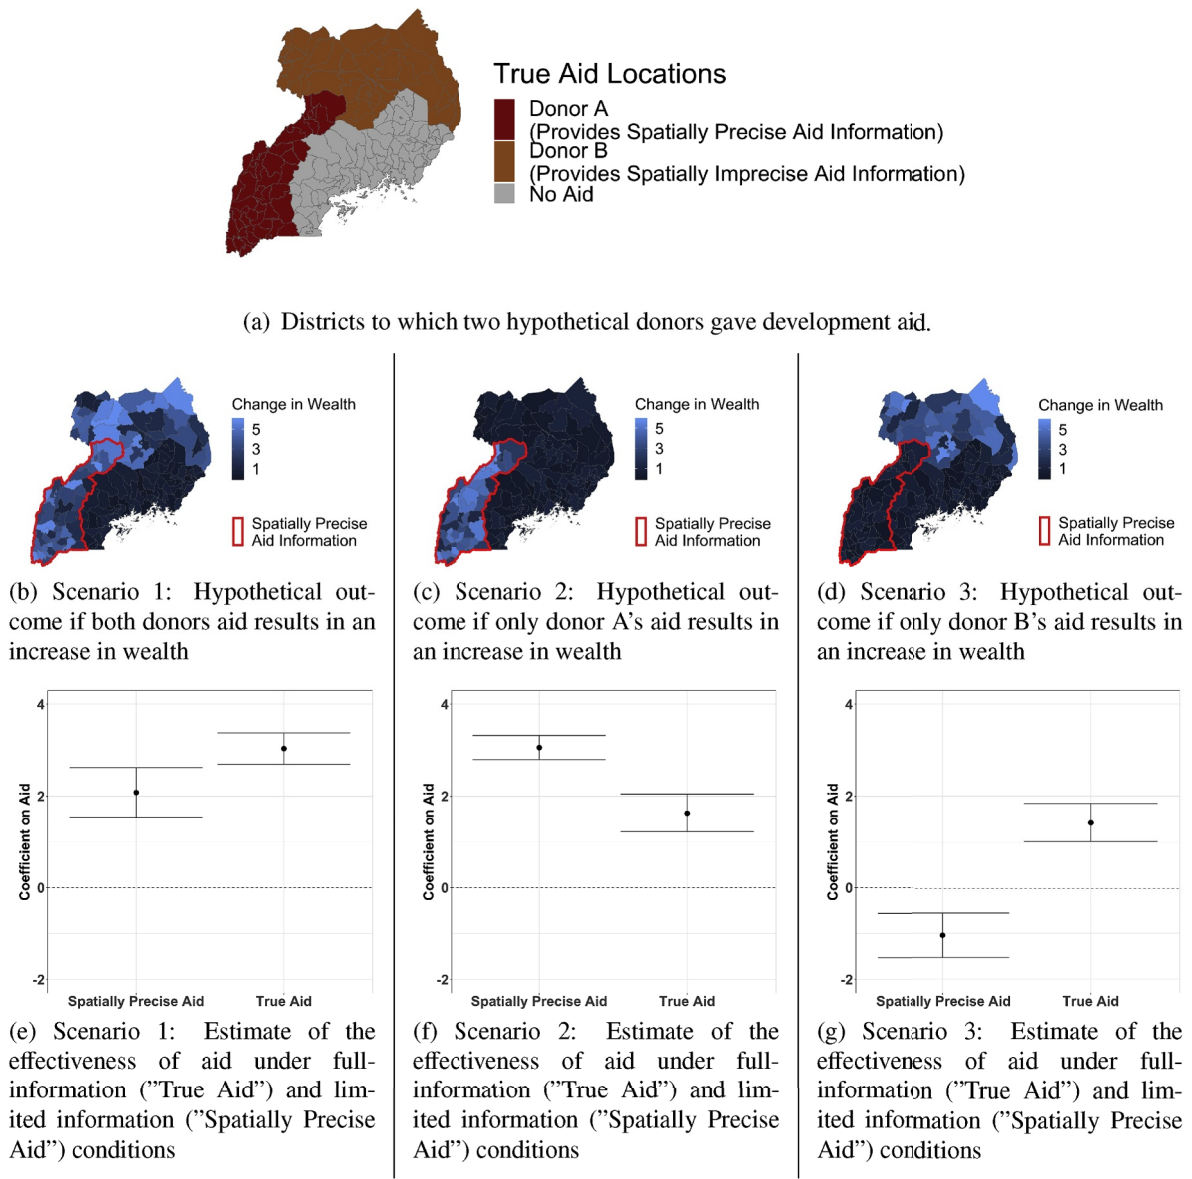 True Aid Locations
Donor A
(Provides Spatially Precise Aid Information)
Donor B
(Provides Spatially Imprecise Aid Information)
No Aid
(a) Districts to which two hypothetical donors gave development aid.
Change in Wealth
5
3
1
Spatially Precise
Aid Information
(b) Scenario 1: Hypothetical out-
come if both donors aid results in an
increase in wealth
Change in Wealth
5
3
1
Spatially Precise
Aid Information
(c) Scenario 2: Hypothetical out-
come if only donor A's aid results in
an increase in wealth
Change in Wealth
5
3
1
Spatially Precise
Aid Information
(d) Scenario 3: Hypothetical out-
come if only donor B's aid results in
an increase in wealth
Coefficient on Aid
4
2
0
-2
Spatially Precise Aid
True Aid
(e) Scenario 1: Estimate of the
effectiveness of aid under full-
information ("True Aid") and lim-
ited information ("Spatially Precise
Aid") conditions
Coefficient on Aid
4
2
0
-2
Spatially Precise Aid
True Aid
(f) Scenario 2: Estimate of the
effectiveness of aid under full-
information ("True Aid") and lim-
ited information ("Spatially Precise
Aid") conditions
Coefficient on Aid
4
2
0
-2
Spatially Precise Aid
True Aid
(g) Scenario 3: Estimate of the
effectiveness of aid under full-
information ("True Aid") and lim-
ited information ("Spatially Precise
Aid") conditions